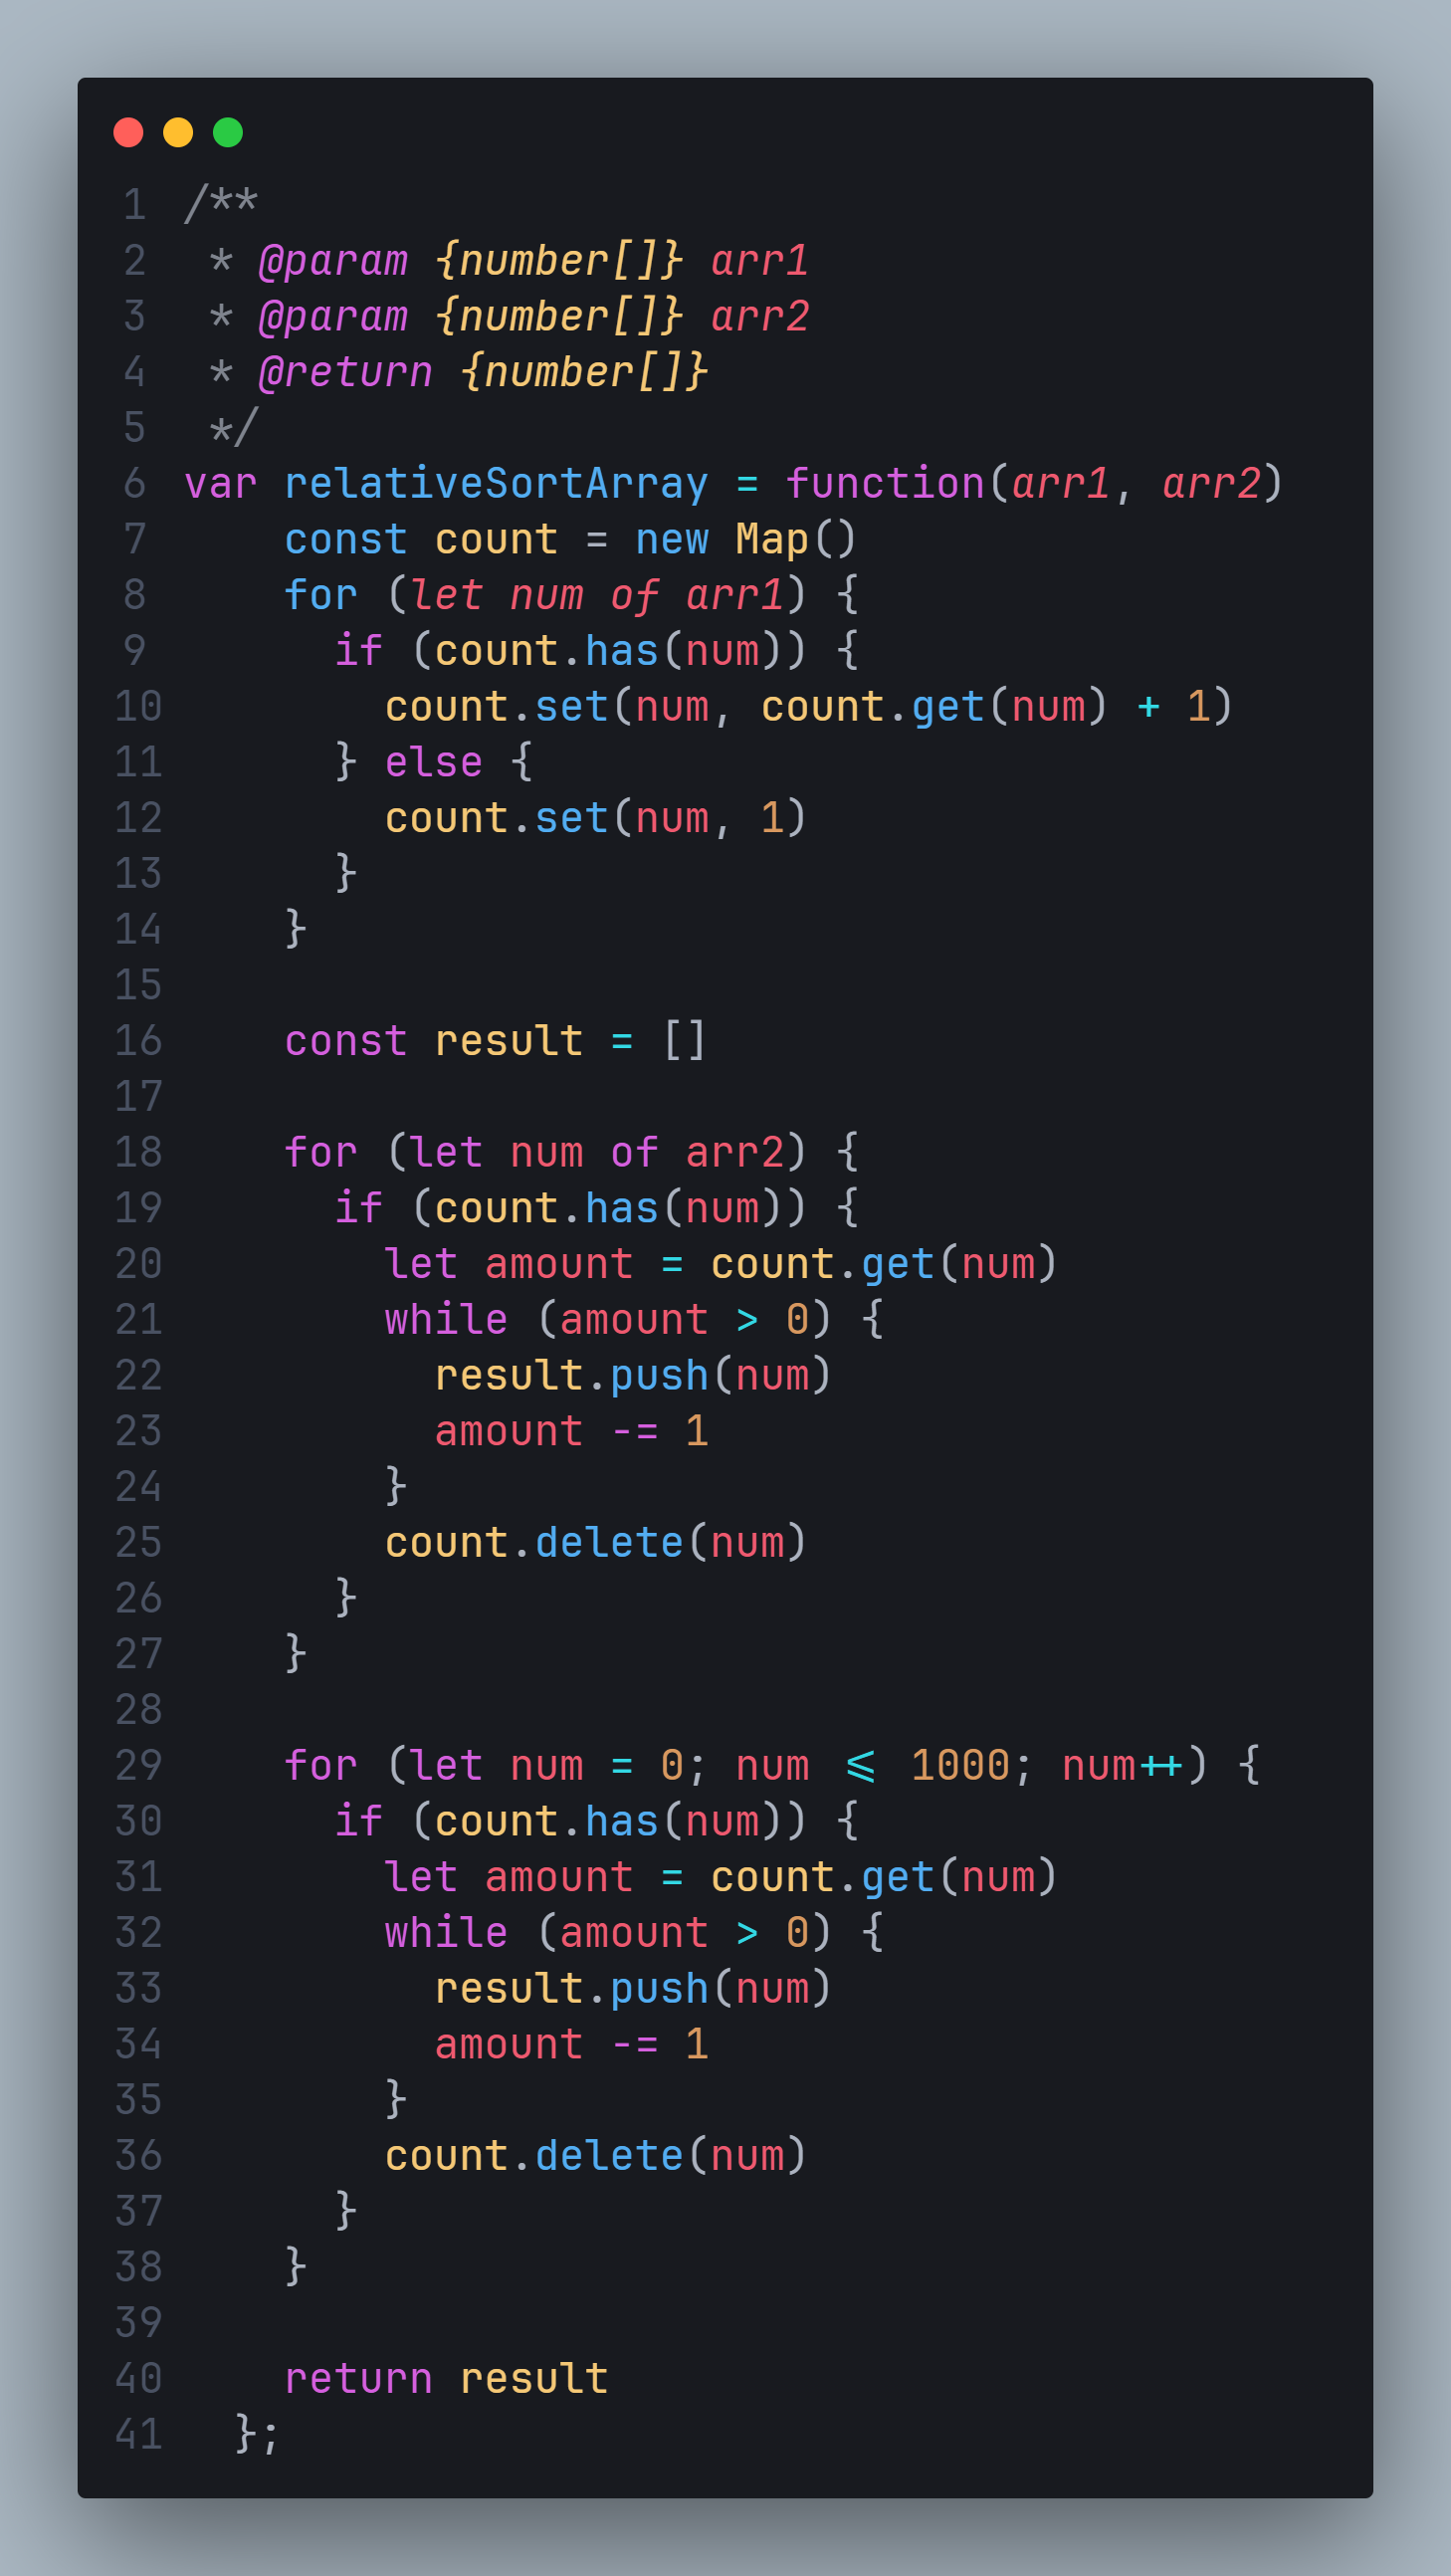 1 /**
2  * @param {number[]} arr1
3  * @param {number[]} arr2
4  * @return {number[]}
5  */
6 var relativeSortArray = function(arr1, arr2)
7     const count = new Map()
8     for (let num of arr1) {
9       if (count.has(num)) {
10         count.set(num, count.get(num) + 1)
11       } else {
12         count.set(num, 1)
13       }
14     }
15
16     const result = []
17
18     for (let num of arr2) {
19       if (count.has(num)) {
20         let amount = count.get(num)
21         while (amount > 0) {
22           result.push(num)
23           amount -= 1
24         }
25         count.delete(num)
26       }
27     }
28
29     for (let num = 0; num <= 1000; num++) {
30       if (count.has(num)) {
31         let amount = count.get(num)
32         while (amount > 0) {
33           result.push(num)
34           amount -= 1
35         }
36         count.delete(num)
37       }
38     }
39
40     return result
41   };